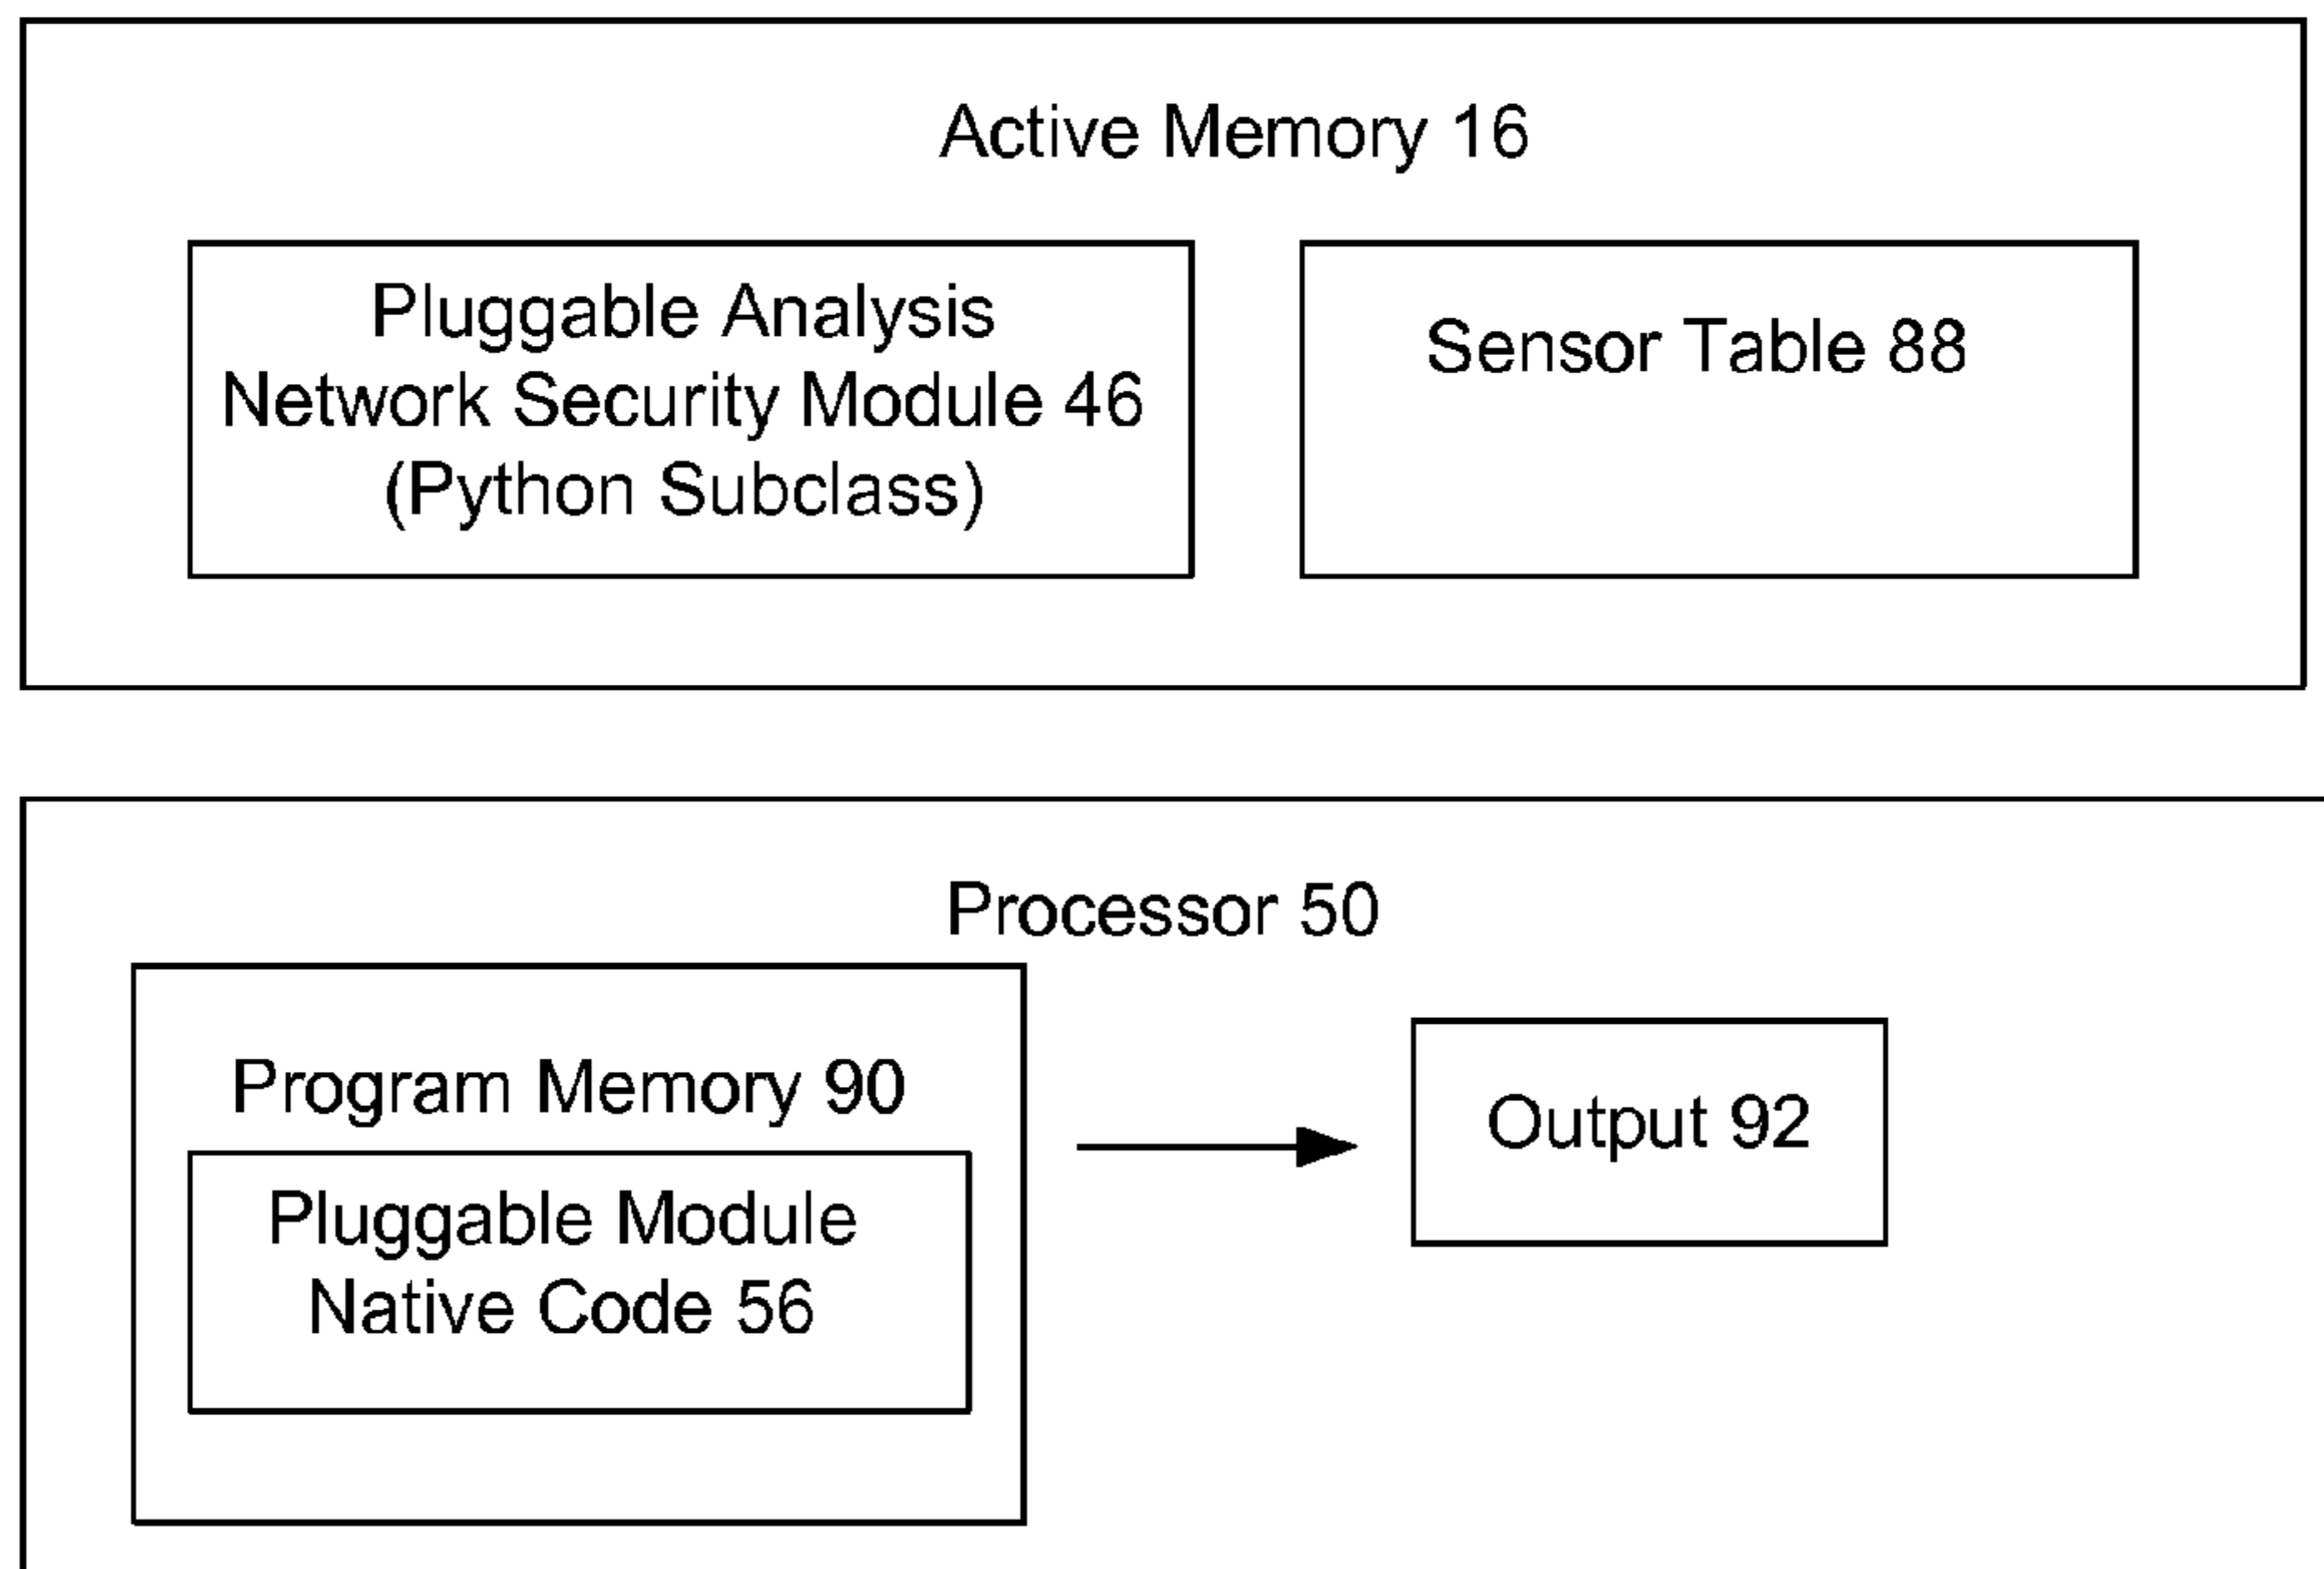 Active Memory 16
Pluggable Analysis
Network Security Module 46
(Python Subclass)
Sensor Table 88
Processor 50
Program Memory 90
Pluggable Module
Native Code 56
Output 92